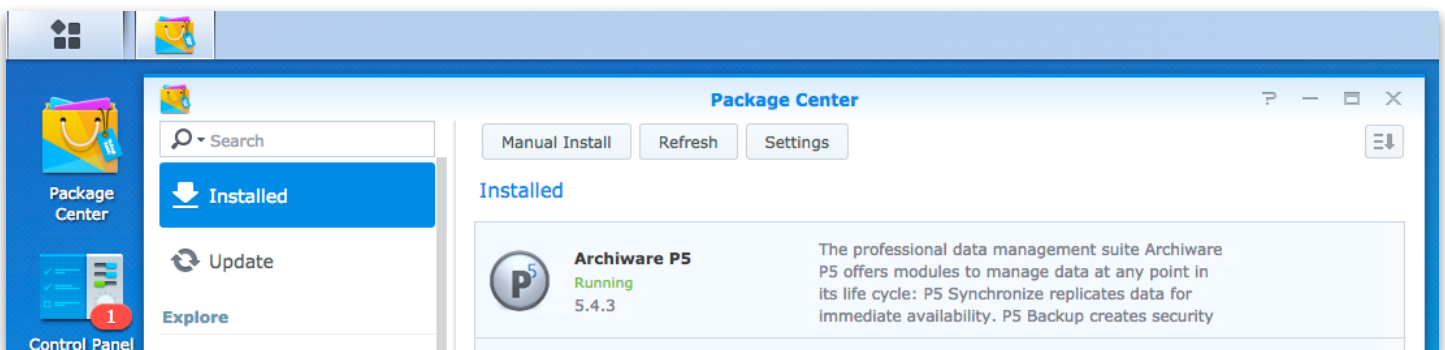 Package Center
Search
Manual Install
Refresh
Settings
Package
Center
Installed
Installed
Update
Explore
1
Control Panel
P5
Archiware P5
Running
5.4.3
The professional data management suite Archiware
P5 offers modules to manage data at any point in
its life cycle: P5 Synchronize replicates data for
immediate availability. P5 Backup creates security